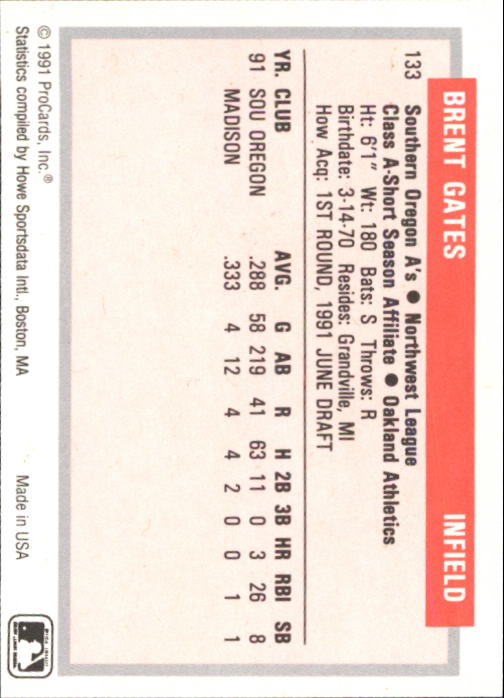 BRENT GATES INFIELD
133 Southern Oregon A's ● Northwest League
Class A-Short Season Affiliate ● Oakland Athletics
Ht: 6'1" Wt: 180 Bats: S Throws: R
Birthdate: 3-14-70 Resides: Grandville, MI
How Acq: 1ST ROUND, 1991 JUNE DRAFT
YR. CLUB AVG. G AB R H 2B 3B HR RBI SB
91 SOU OREGON .288 58 219 41 63 11 0 3 26 8
MADISON .333 4 12 4 4 2 0 0 1 1
© 1991 ProCards, Inc.® Made in USA
Statistics compiled by Howe Sportsdata Intl., Boston, MA